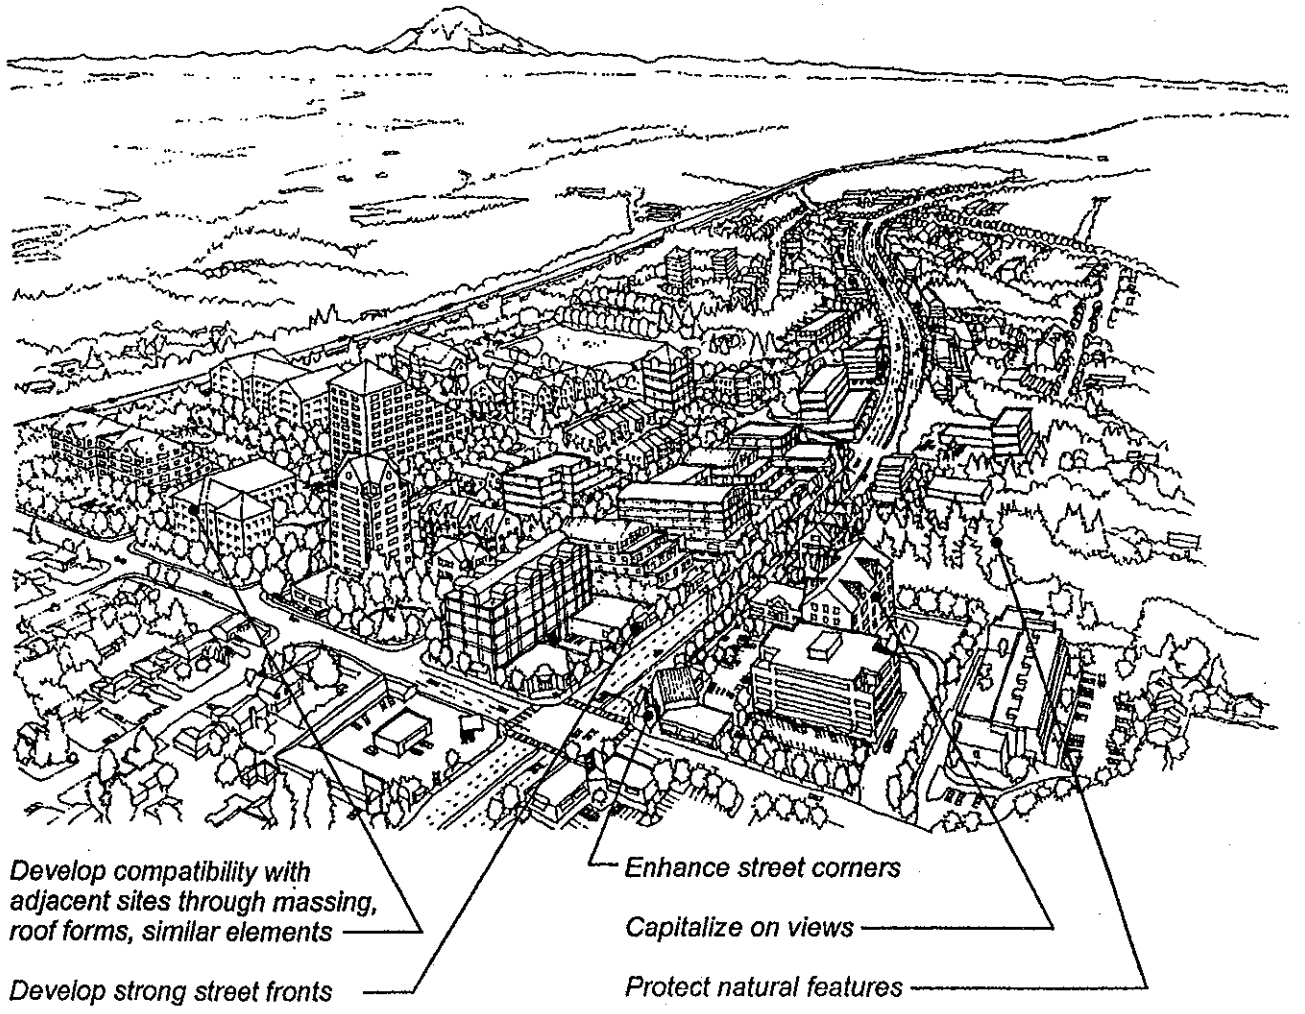 Develop compatibility with
adjacent sites through massing,
roof forms, similar elements
Develop strong street fronts
Enhance street corners
Capitalize on views
Protect natural features